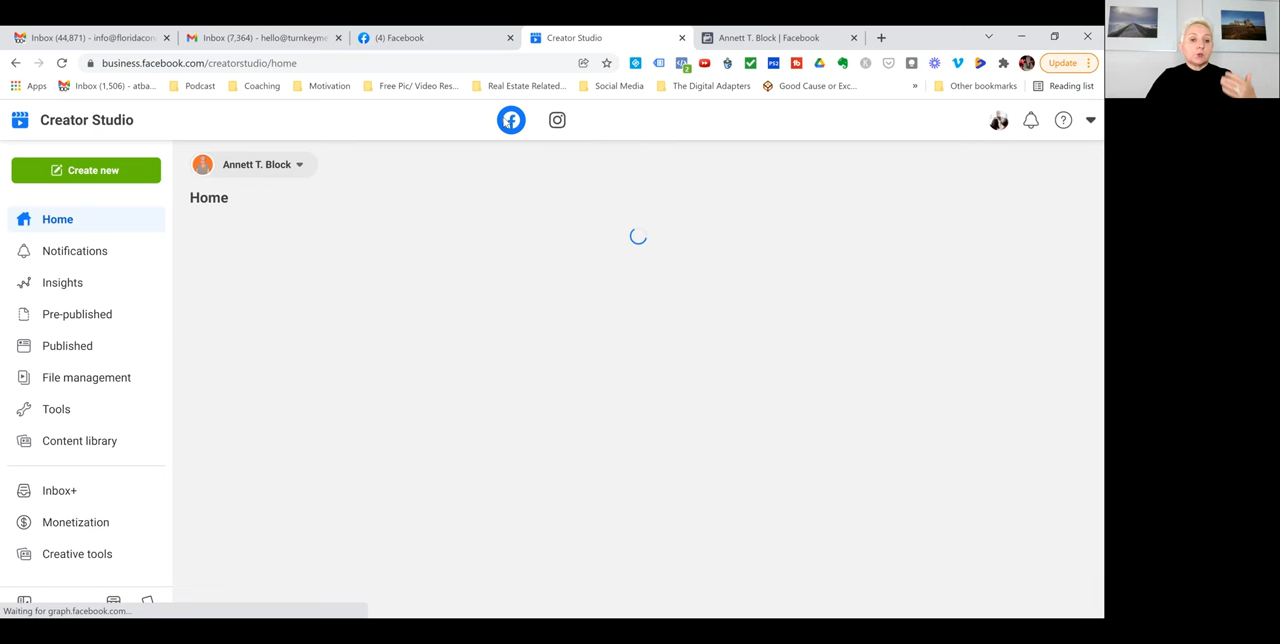 Inbox (44,871) - info@floridacon
Inbox (7,364) - hello@turnkeyme
(4) Facebook
Creator Studio
Annett T. Block | Facebook
business.facebook.com/creatorstudio/home
Update
Apps
Inbox (1,506) - atba...
Podcast
Coaching
Motivation
Free Pic/ Video Res...
Real Estate Related...
Social Media
The Digital Adapters
Good Cause or Exc...
»
Other bookmarks
Reading list
Creator Studio
Create new
Annett T. Block
Home
Home
Notifications
Insights
Pre-published
Published
File management
Tools
Content library
Inbox+
Monetization
Creative tools
Waiting for graph.facebook.com...